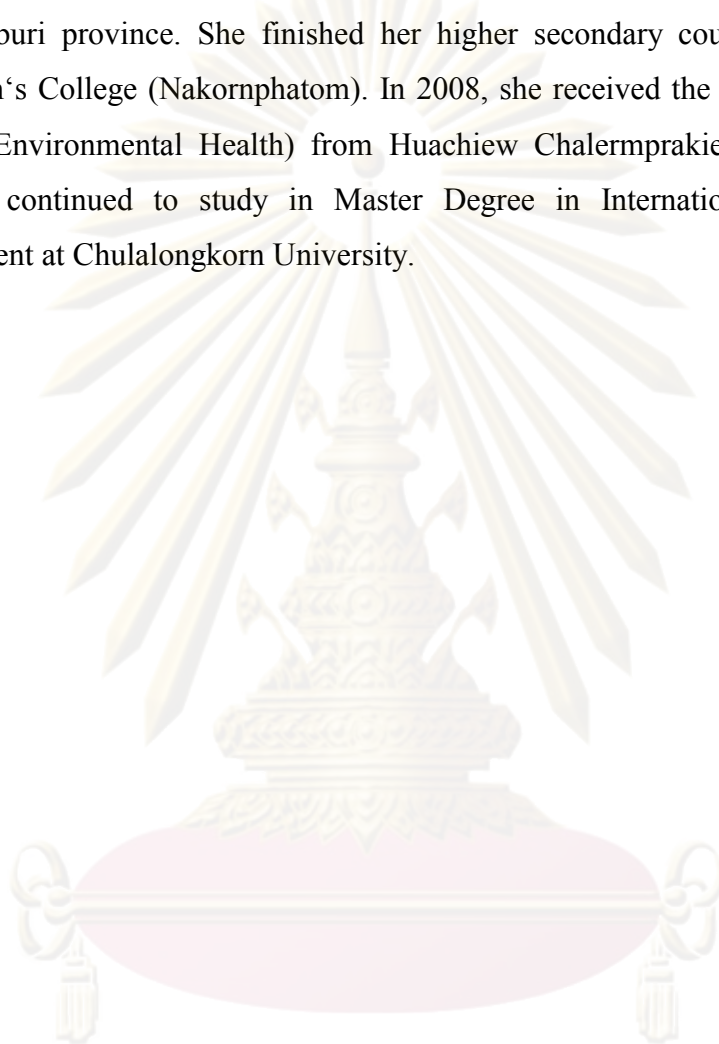 buri province. She finished her higher secondary cou
n‘s College (Nakornphatom). In 2008, she received the
Environmental Health) from Huachiew Chalermprakie
continued to study in Master Degree in Internatio
ent at Chulalongkorn University.